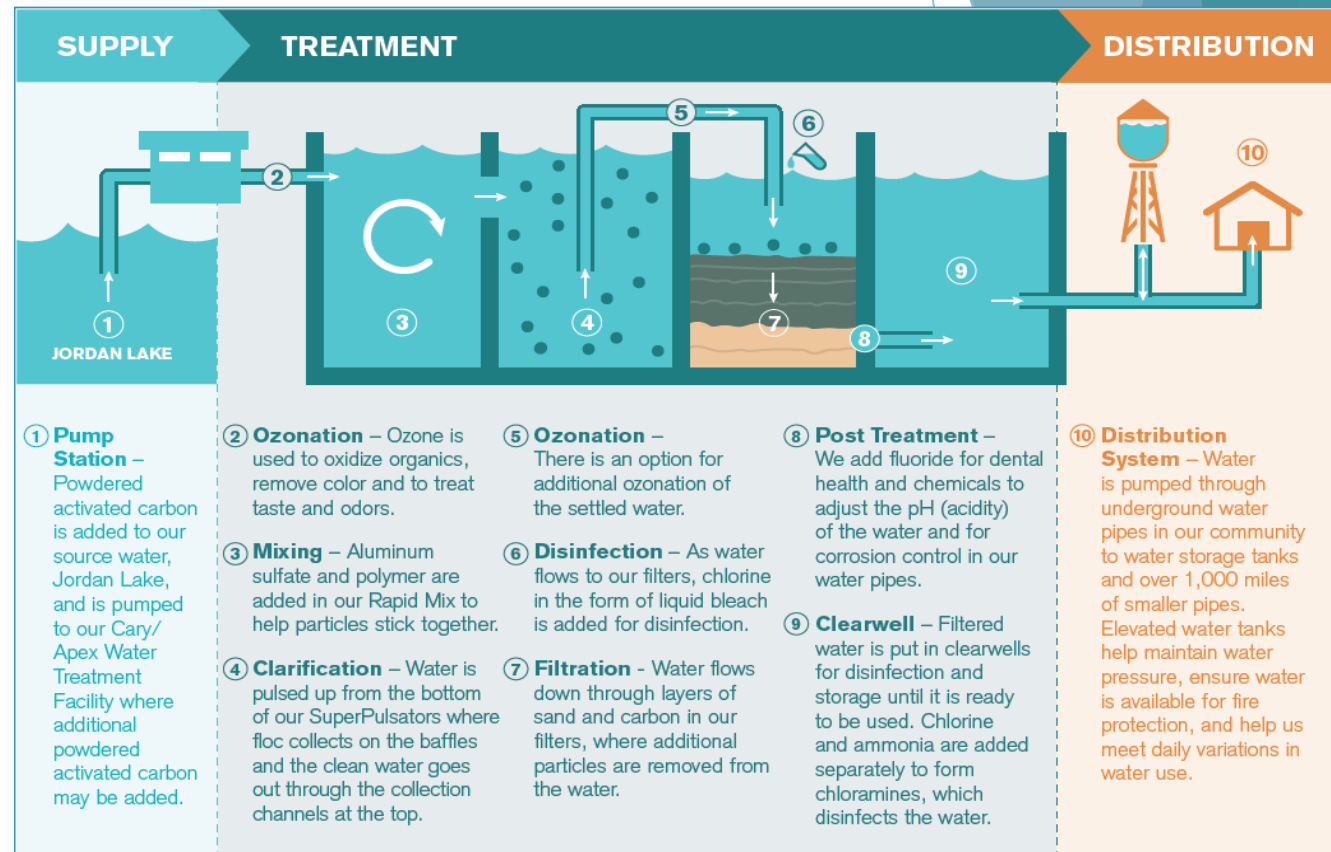 SUPPLY
TREATMENT
DISTRIBUTION
5
6
10
2
1
JORDAN LAKE
3
4
7
8
9
1 Pump
Station –
Powdered
activated carbon
is added to our
source water,
Jordan Lake,
and is pumped
to our Cary/
Apex Water
Treatment
Facility where
additional
powdered
activated carbon
may be added.
2 Ozonation – Ozone is
used to oxidize organics,
remove color and to treat
taste and odors.
3 Mixing – Aluminum
sulfate and polymer are
added in our Rapid Mix to
help particles stick together.
4 Clarification – Water is
pulsed up from the bottom
of our SuperPulsators where
floc collects on the baffles
and the clean water goes
out through the collection
channels at the top.
5 Ozonation –
There is an option for
additional ozonation of
the settled water.
6 Disinfection – As water
flows to our filters, chlorine
in the form of liquid bleach
is added for disinfection.
7 Filtration - Water flows
down through layers of
sand and carbon in our
filters, where additional
particles are removed from
the water.
8 Post Treatment –
We add fluoride for dental
health and chemicals to
adjust the pH (acidity)
of the water and for
corrosion control in our
water pipes.
9 Clearwell – Filtered
water is put in clearwells
for disinfection and
storage until it is ready
to be used. Chlorine
and ammonia are added
separately to form
chloramines, which
disinfects the water.
10 Distribution
System – Water
is pumped through
underground water
pipes in our community
to water storage tanks
and over 1,000 miles
of smaller pipes.
Elevated water tanks
help maintain water
pressure, ensure water
is available for fire
protection, and help us
meet daily variations in
water use.